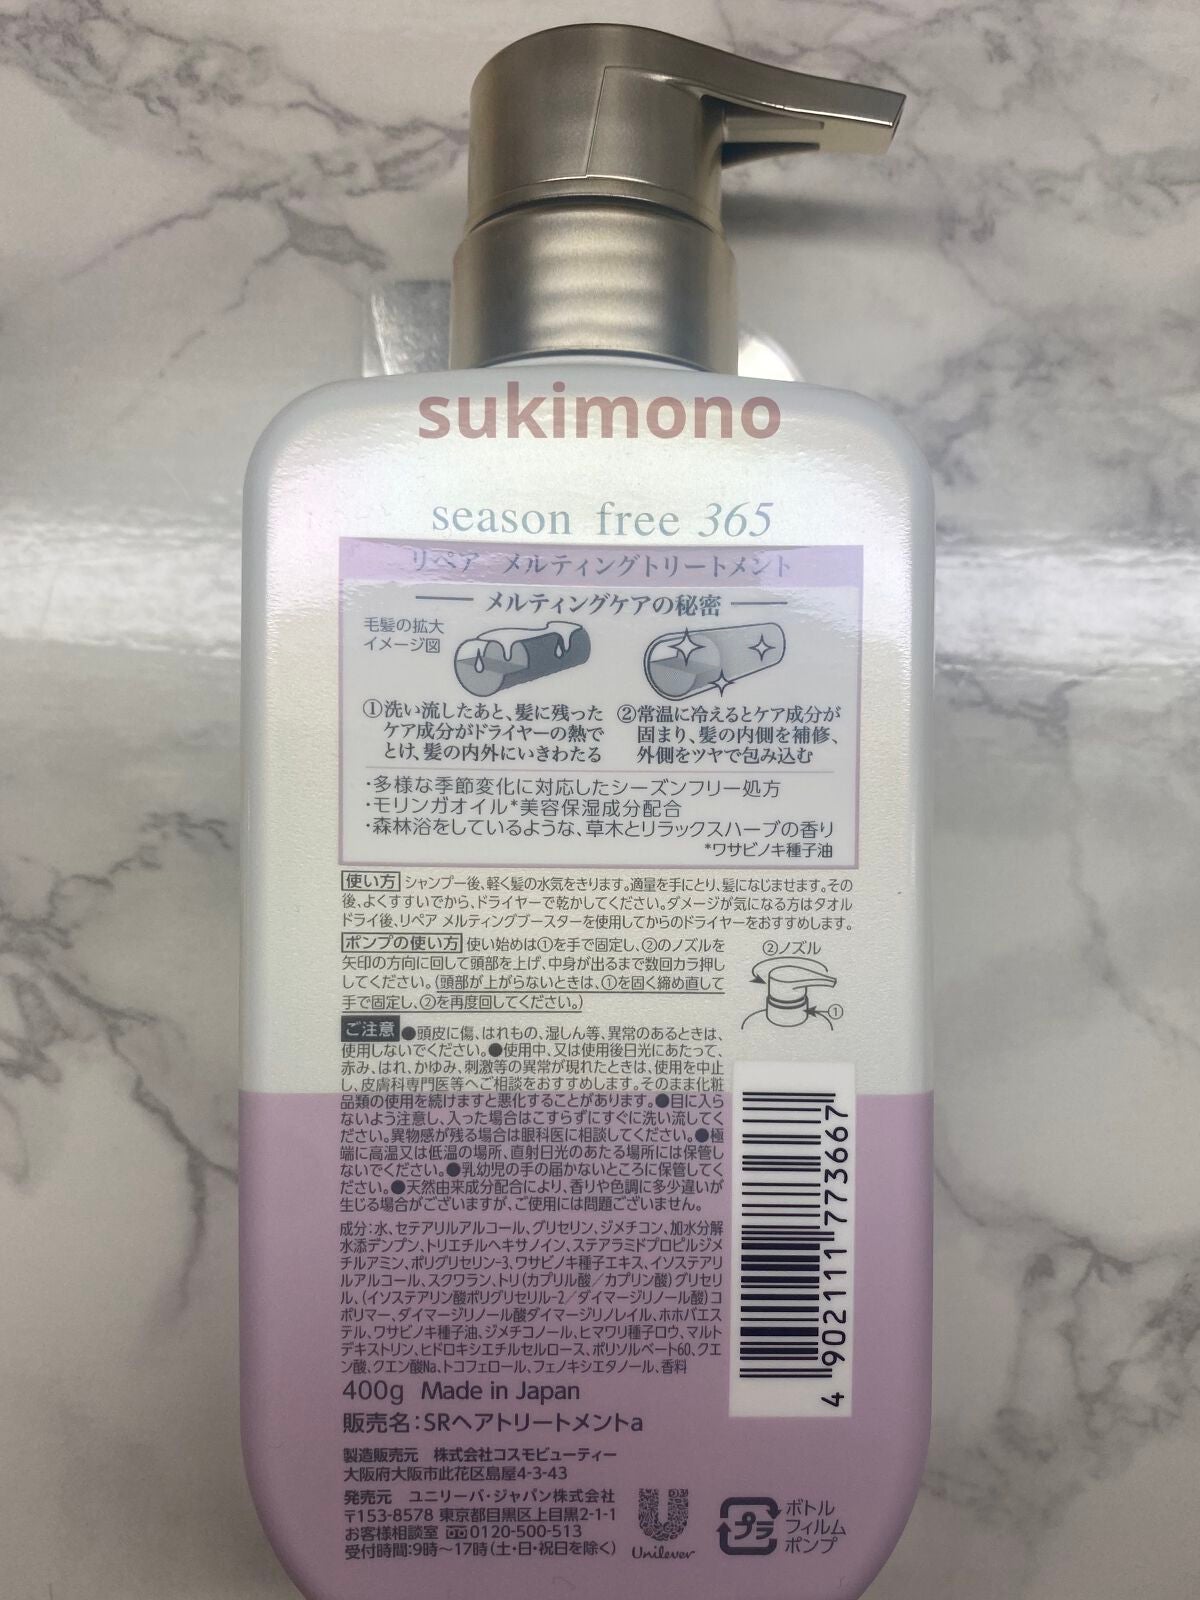 sukimono
season free 365
リペア メルティングトリートメント
メルティングケアの秘密
毛髪の拡大
イメージ図
①洗い流したあと、髪に残った
ケア成分がドライヤーの熱で
とけ、髪の内外にいきわたる
②常温に冷えるとケア成分が
固まり、髪の内側を補修、
外側をツヤで包み込む
・多様な季節変化に対応したシーズンフリー処方
・モリンガオイル*美容保湿成分配合
・森林浴をしているような、草木とリラックスハーブの香り
*ワサビノキ種子油
使い方 シャンプー後、軽く髪の水気をきります。適量を手にとり、髪になじませます。その
後、よくすすいでから、ドライヤーで乾かしてください。ダメージが気になる方はタオル
ドライ後、リペア メルティングブースターを使用してからのドライヤーをおすすめします。
ポンプの使い方 使い始めは①を手で固定し、②のノズルを
矢印の方向に回して頭部を上げ、中身が出るまで数回カラ押し
してください。(頭部が上がらないときは、①を固く締め直して
手で固定し、②を再度回してください。)
②ノズル
①
ご注意 ●頭皮に傷、はれもの、湿しん等、異常のあるときは、
使用しないでください。●使用中、又は使用後日光にあたって、
赤み、はれ、かゆみ、刺激等の異常が現れたときは、使用を中止
し、皮膚科専門医等へご相談をおすすめします。そのまま化粧
品類の使用を続けますと悪化することがあります。●目に入ら
ないよう注意し、入った場合はこすらずにすぐに洗い流してく
ださい。異物感が残る場合は眼科医に相談してください。●極
端に高温又は低温の場所、直射日光のあたる場所には保管し
ないでください。●乳幼児の手の届かないところに保管してく
ださい。●天然由来成分配合により、香りや色調に多少違いが
生じる場合がございますが、ご使用には問題ございません。
成分:水、セテアリルアルコール、グリセリン、ジメチコン、加水分解
水添デンプン、トリエチルヘキサノイン、ステアラミドプロピルジメ
チルアミン、ポリグリセリン-3、ワサビノキ種子エキス、イソステアリ
ルアルコール、スクワラン、トリ(カプリル酸/カプリン酸)グリセリ
ル、(イソステアリン酸ポリグリセリル-2/ダイマージリノール酸)コ
ポリマー、ダイマージリノール酸ダイマージリノレイル、ホホバエス
テル、ワサビノキ種子油、ジメチコノール、ヒマワリ種子ロウ、マルト
デキストリン、ヒドロキシエチルセルロース、ポリソルベート60、クエ
ン酸、クエン酸Na、トコフェロール、フェノキシエタノール、香料
4 902111 773667
400g Made in Japan
販売名:SRヘアトリートメントa
製造販売元 株式会社コスモビューティー
大阪府大阪市此花区島屋4-3-43
発売元 ユニリーバ・ジャパン株式会社
〒153-8578 東京都目黒区上目黒2-1-1
お客様相談室 0120-500-513
受付時間:9時〜17時(土・日・祝日を除く)
Unilever
プラ
ボトル
フィルム
ポンプ